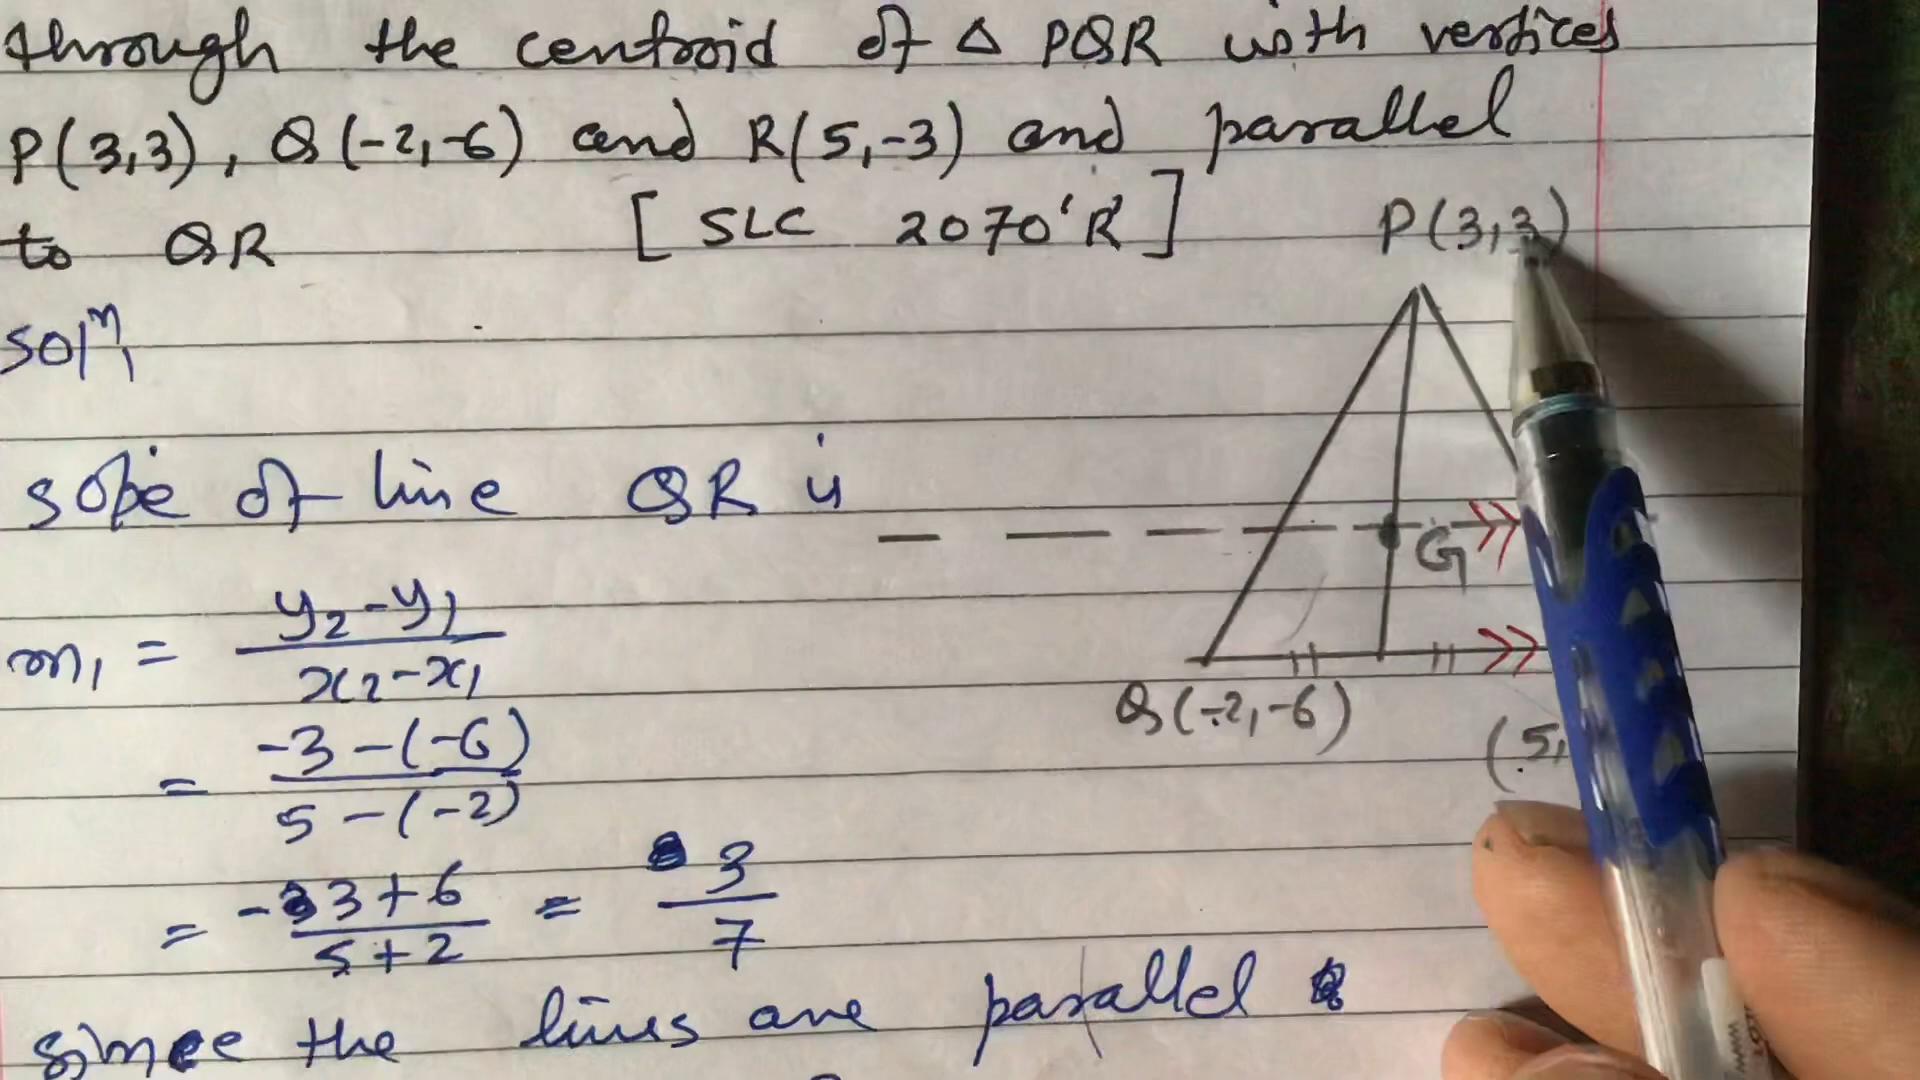 through the centroid of △ PQR with vertices
P(3,3), Q(-2,-6) and R(5,-3) and parallel
to QR [SLC 2070'R']
P(3,3)
solⁿ,
sope of line QR is
G
m₁ = y₂-y₁ / x₂-x₁
Q(-2,-6)
(5,
= -3-(-6) / 5-(-2)
= -3+6 / 5+2 = 3/7
since the lines are parallel